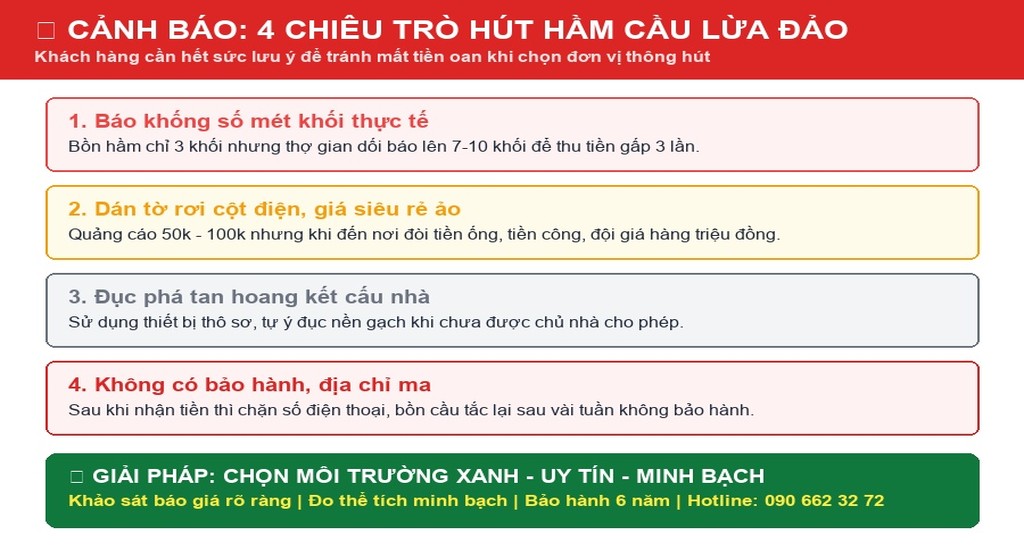 CẢNH BÁO: 4 CHIÊU TRÒ HÚT HẦM CẦU LỪA ĐẢO
Khách hàng cần hết sức lưu ý để tránh mất tiền oan khi chọn đơn vị thông hút
1. Báo khống số mét khối thực tế
Bồn hầm chỉ 3 khối nhưng thợ gian dối báo lên 7-10 khối để thu tiền gấp 3 lần.
2. Dán tờ rơi cột điện, giá siêu rẻ ảo
Quảng cáo 50k - 100k nhưng khi đến nơi đòi tiền ống, tiền công, đội giá hàng triệu đồng.
3. Đục phá tan hoang kết cấu nhà
Sử dụng thiết bị thô sơ, tự ý đục nền gạch khi chưa được chủ nhà cho phép.
4. Không có bảo hành, địa chỉ ma
Sau khi nhận tiền thì chặn số điện thoại, bồn cầu tắc lại sau vài tuần không bảo hành.
GIẢI PHÁP: CHỌN MÔI TRƯỜNG XANH - UY TÍN - MINH BẠCH
Khảo sát báo giá rõ ràng | Đo thể tích minh bạch | Bảo hành 6 năm | Hotline: 090 662 32 72